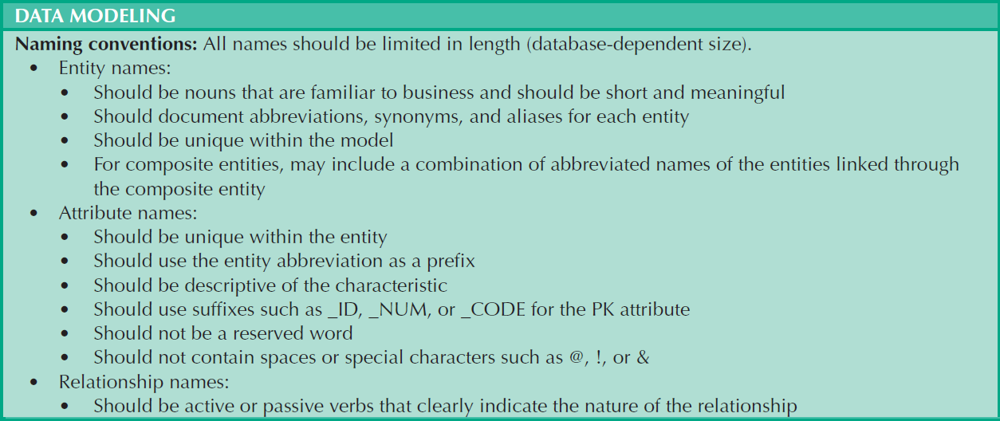 DATA MODELING
Naming conventions: All names should be limited in length (database-dependent size).
• Entity names:
• Should be nouns that are familiar to business and should be short and meaningful
• Should document abbreviations, synonyms, and aliases for each entity
• Should be unique within the model
• For composite entities, may include a combination of abbreviated names of the entities linked through
the composite entity
• Attribute names:
• Should be unique within the entity
• Should use the entity abbreviation as a prefix
• Should be descriptive of the characteristic
• Should use suffixes such as _ID, _NUM, or _CODE for the PK attribute
• Should not be a reserved word
• Should not contain spaces or special characters such as @, !, or &
• Relationship names:
• Should be active or passive verbs that clearly indicate the nature of the relationship